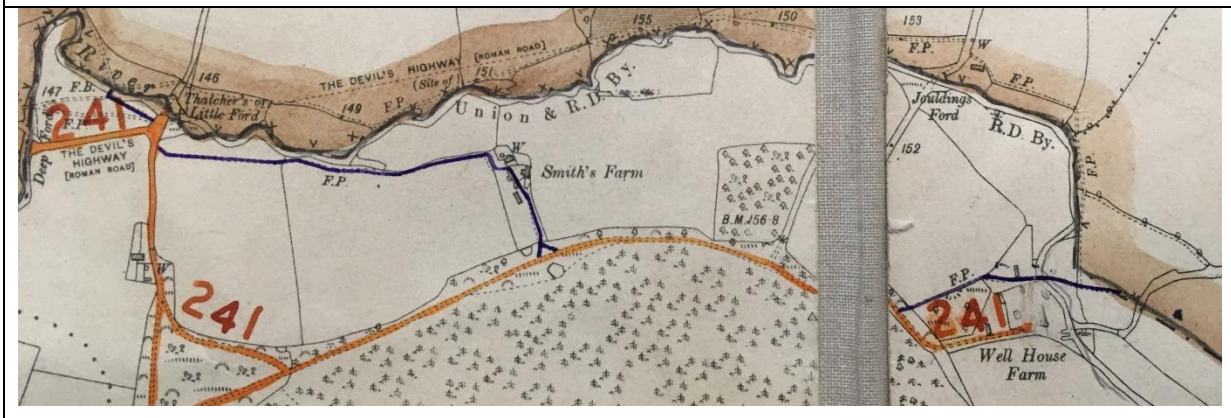 146
THE DEVIL'S HIGHWAY [ROMAN ROAD]
(Site of)
155
150
151
River
147
F.B.
Thatcher's or
Little Ford
149
F.P.
Union & R.D. By.
241
F.P.
Deep Ford
THE DEVIL'S
HIGHWAY
[ROMAN ROAD]
F.P.
W
Smith's Farm
B.M.156·8
W
241
153
F.P.
W
F.P.
Jouldings
Ford
R.D. By.
152
F.P.
F.P.
241
Well House
Farm